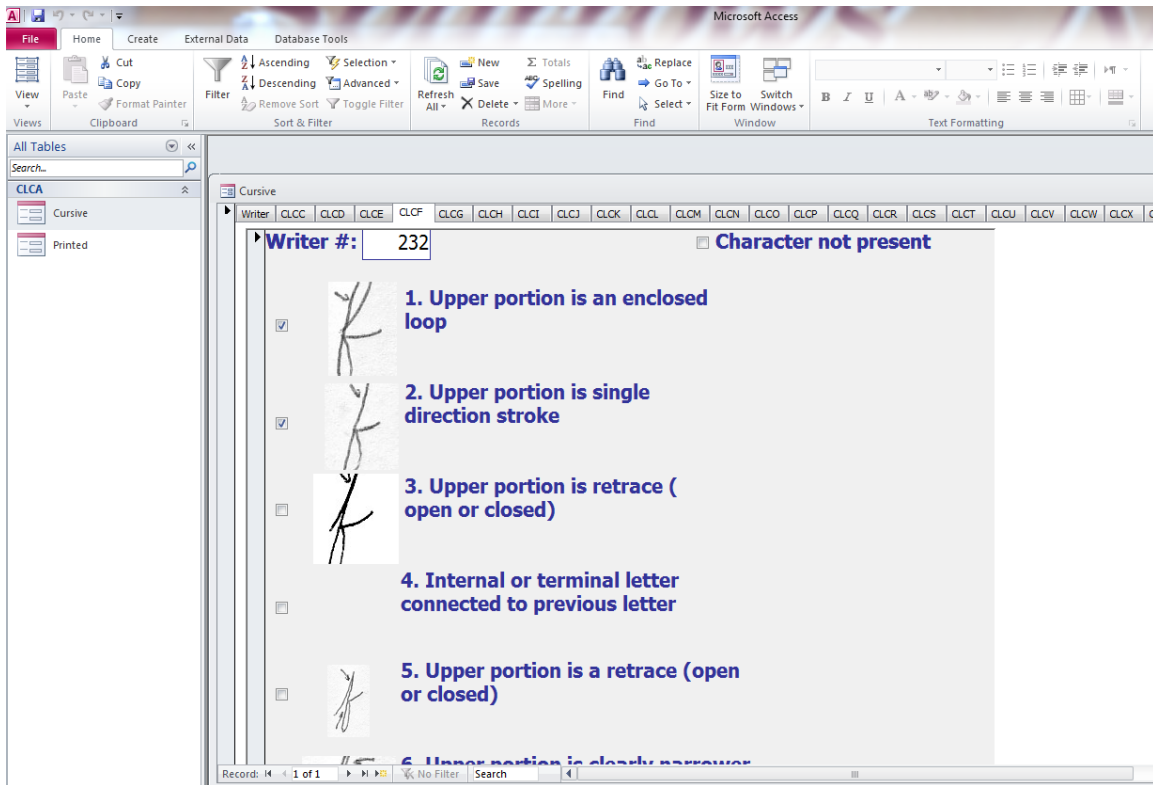 Microsoft Access
File Home Create External Data Database Tools
View
Views
Paste
Cut
Copy
Format Painter
Clipboard
Filter
Ascending
Descending
Remove Sort
Selection
Advanced
Toggle Filter
Sort & Filter
Refresh
All
New
Save
Delete
Totals
Spelling
More
Records
Find
Replace
Go To
Select
Find
Size to
Fit Form
Switch
Windows
Window
B I U A
Text Formatting
All Tables
Search...
CLCA
Cursive
Printed
Cursive
Writer CLCC CLCD CLCE CLCF CLCG CLCH CLCI CLCJ CLCK CLCL CLCM CLCN CLCO CLCP CLCQ CLCR CLCS CLCT CLCU CLCV CLCW CLCX
Writer #: 232 Character not present
1. Upper portion is an enclosed
loop
2. Upper portion is single
direction stroke
3. Upper portion is retrace (
open or closed)
4. Internal or terminal letter
connected to previous letter
5. Upper portion is a retrace (open
or closed)
6. Upper portion is clearly narrower
Record: 1 of 1 No Filter Search